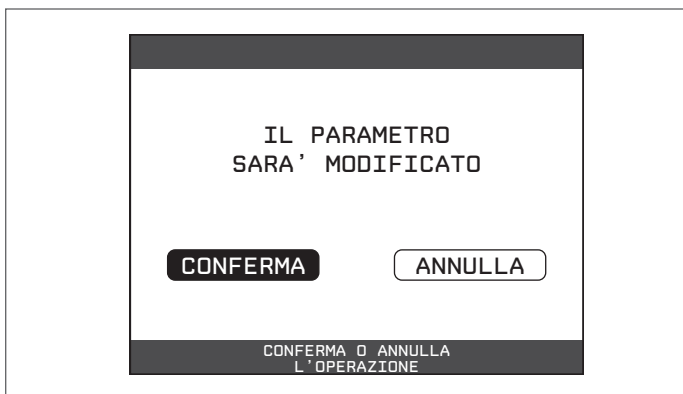 IL PARAMETRO
SARA’ MODIFICATO
CONFERMA ANNULLA
CONFERMA O ANNULLA
L’OPERAZIONE